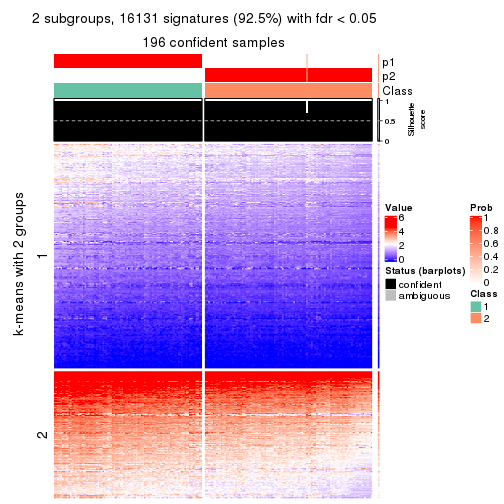 2 subgroups, 16131 signatures (92.5%) with fdr < 0.05
196 confident samples
p1
p2
Class
1
0.5
0
Silhouette
score
k-means with 2 groups
1
2
Value
6
4
2
0
Status (barplots)
confident
ambiguous
Prob
1
0.8
0.6
0.4
0.2
0
Class
1
2